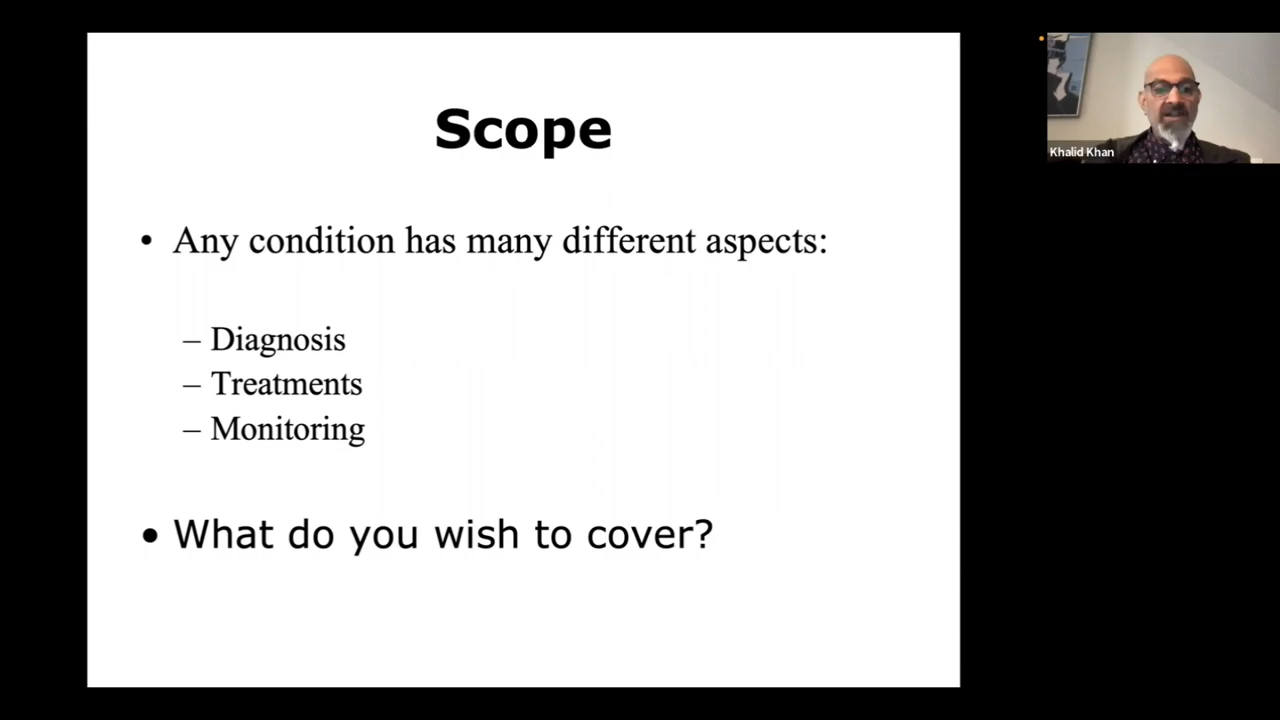 Scope
• Any condition has many different aspects:
– Diagnosis
– Treatments
– Monitoring
• What do you wish to cover?
Khalid Khan